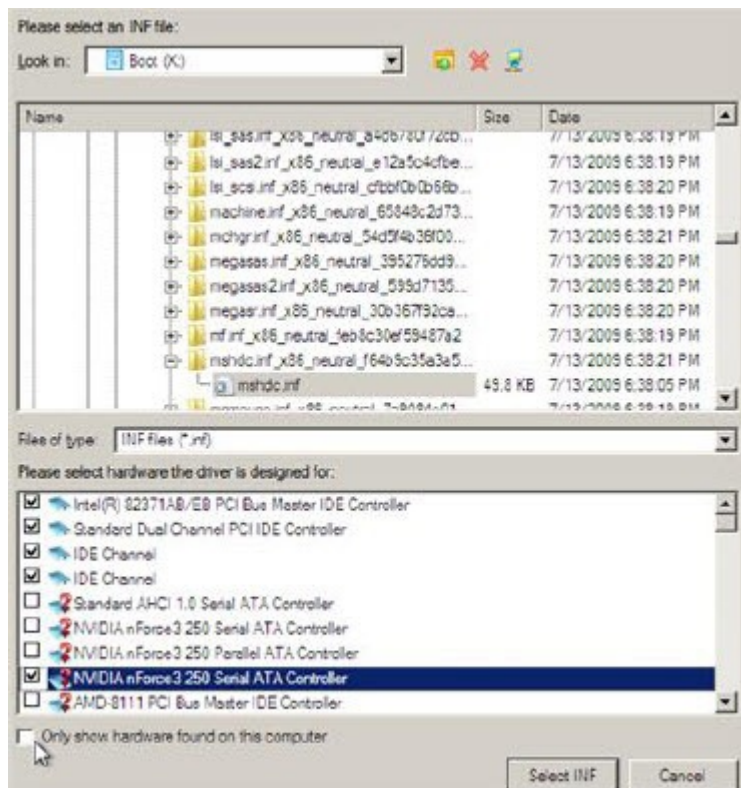 Please select an INF file:
Look in: Boot (X:)
Name Size Date
lsi_sas.inf_x86_neutral_a4d6780f72cb... 7/13/2009 6:38:19 PM
lsi_sas2.inf_x86_neutral_e12a5c4cfbe... 7/13/2009 6:38:19 PM
lsi_scsi.inf_x86_neutral_cfbbf0b0b66b... 7/13/2009 6:38:20 PM
machine.inf_x86_neutral_65848c2d73... 7/13/2009 6:38:19 PM
mchgr.inf_x86_neutral_54d5f4b36f00... 7/13/2009 6:38:21 PM
megasas.inf_x86_neutral_395276dd9... 7/13/2009 6:38:20 PM
megasas2.inf_x86_neutral_599d7135... 7/13/2009 6:38:20 PM
megasr.inf_x86_neutral_30b367f92ca... 7/13/2009 6:38:20 PM
mf.inf_x86_neutral_feb8c30ef59487a2 7/13/2009 6:38:19 PM
mshdc.inf_x86_neutral_f64b9c35a3a5... 7/13/2009 6:38:21 PM
mshdc.inf 49.8 KB 7/13/2009 6:38:05 PM
Files of type: INF files (*.inf)
Please select hardware the driver is designed for:
Intel(R) 82371AB/EB PCI Bus Master IDE Controller
Standard Dual Channel PCI IDE Controller
IDE Channel
IDE Channel
Standard AHCI 1.0 Serial ATA Controller
NVIDIA nForce3 250 Serial ATA Controller
NVIDIA nForce3 250 Parallel ATA Controller
NVIDIA nForce3 250 Serial ATA Controller
AMD-8111 PCI Bus Master IDE Controller
Only show hardware found on this computer
Select INF Cancel